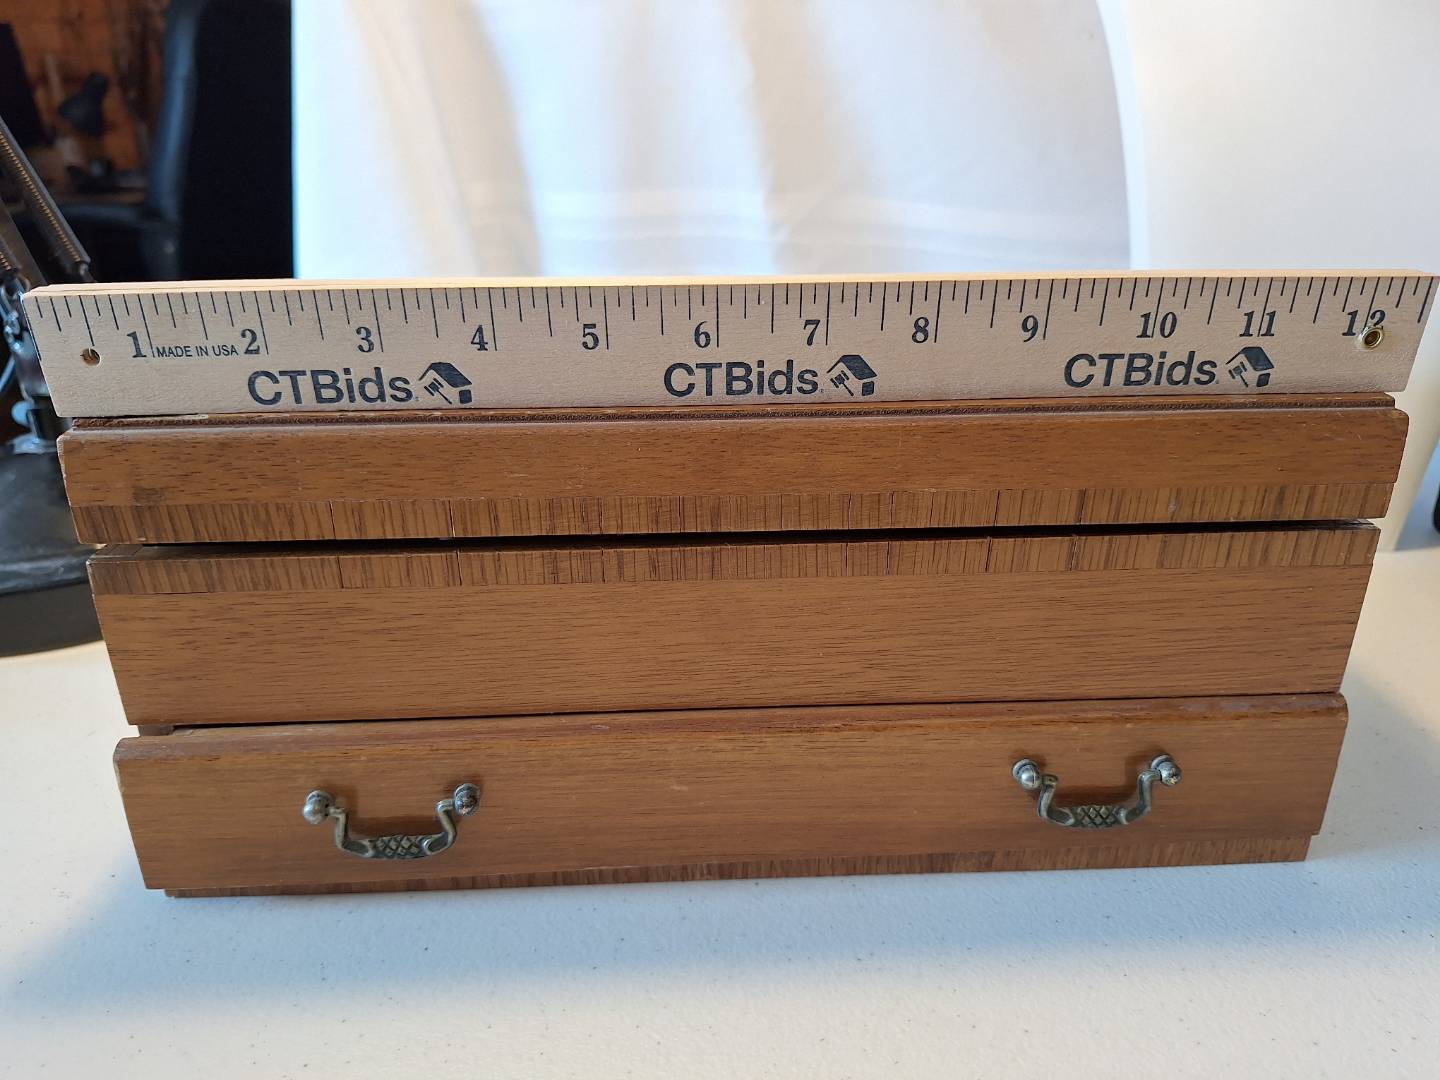 1 2 3 4 5 6 7 8 9 10 11 12
MADE IN USA
CTBids CTBids CTBids